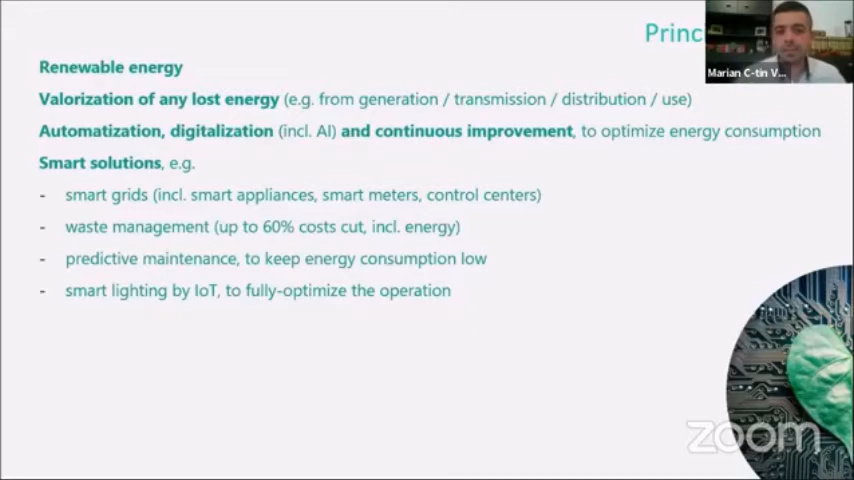 Princi
Marian C-tin V...
Renewable energy
Valorization of any lost energy (e.g. from generation / transmission / distribution / use)
Automatization, digitalization (incl. AI) and continuous improvement, to optimize energy consumption
Smart solutions, e.g.
- smart grids (incl. smart appliances, smart meters, control centers)
- waste management (up to 60% costs cut, incl. energy)
- predictive maintenance, to keep energy consumption low
- smart lighting by IoT, to fully-optimize the operation
zoom